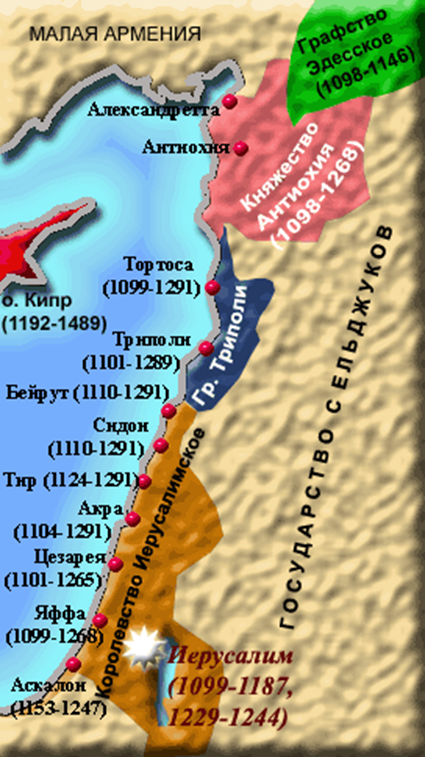 МАЛАЯ АРМЕНИЯ
Графство
Эдесское
(1098-1146)
Александретта
Антиохия
Княжество
Антиохия
(1098-1268)
Тортоса
(1099-1291)
о. Кипр
(1192-1489)
Триполи
(1101-1289)
Гр. Триполи
ГОСУДАРСТВО СЕЛЬДЖУКОВ
Бейрут (1110-1291)
Сидон
(1110-1291)
Тир (1124-1291)
Акра
(1104-1291)
Королевство Иерусалимское
Цезарея
(1101-1265)
Яффа
(1099-1268)
Иерусалим
(1099-1187,
1229-1244)
Аскалон
(1153-1247)